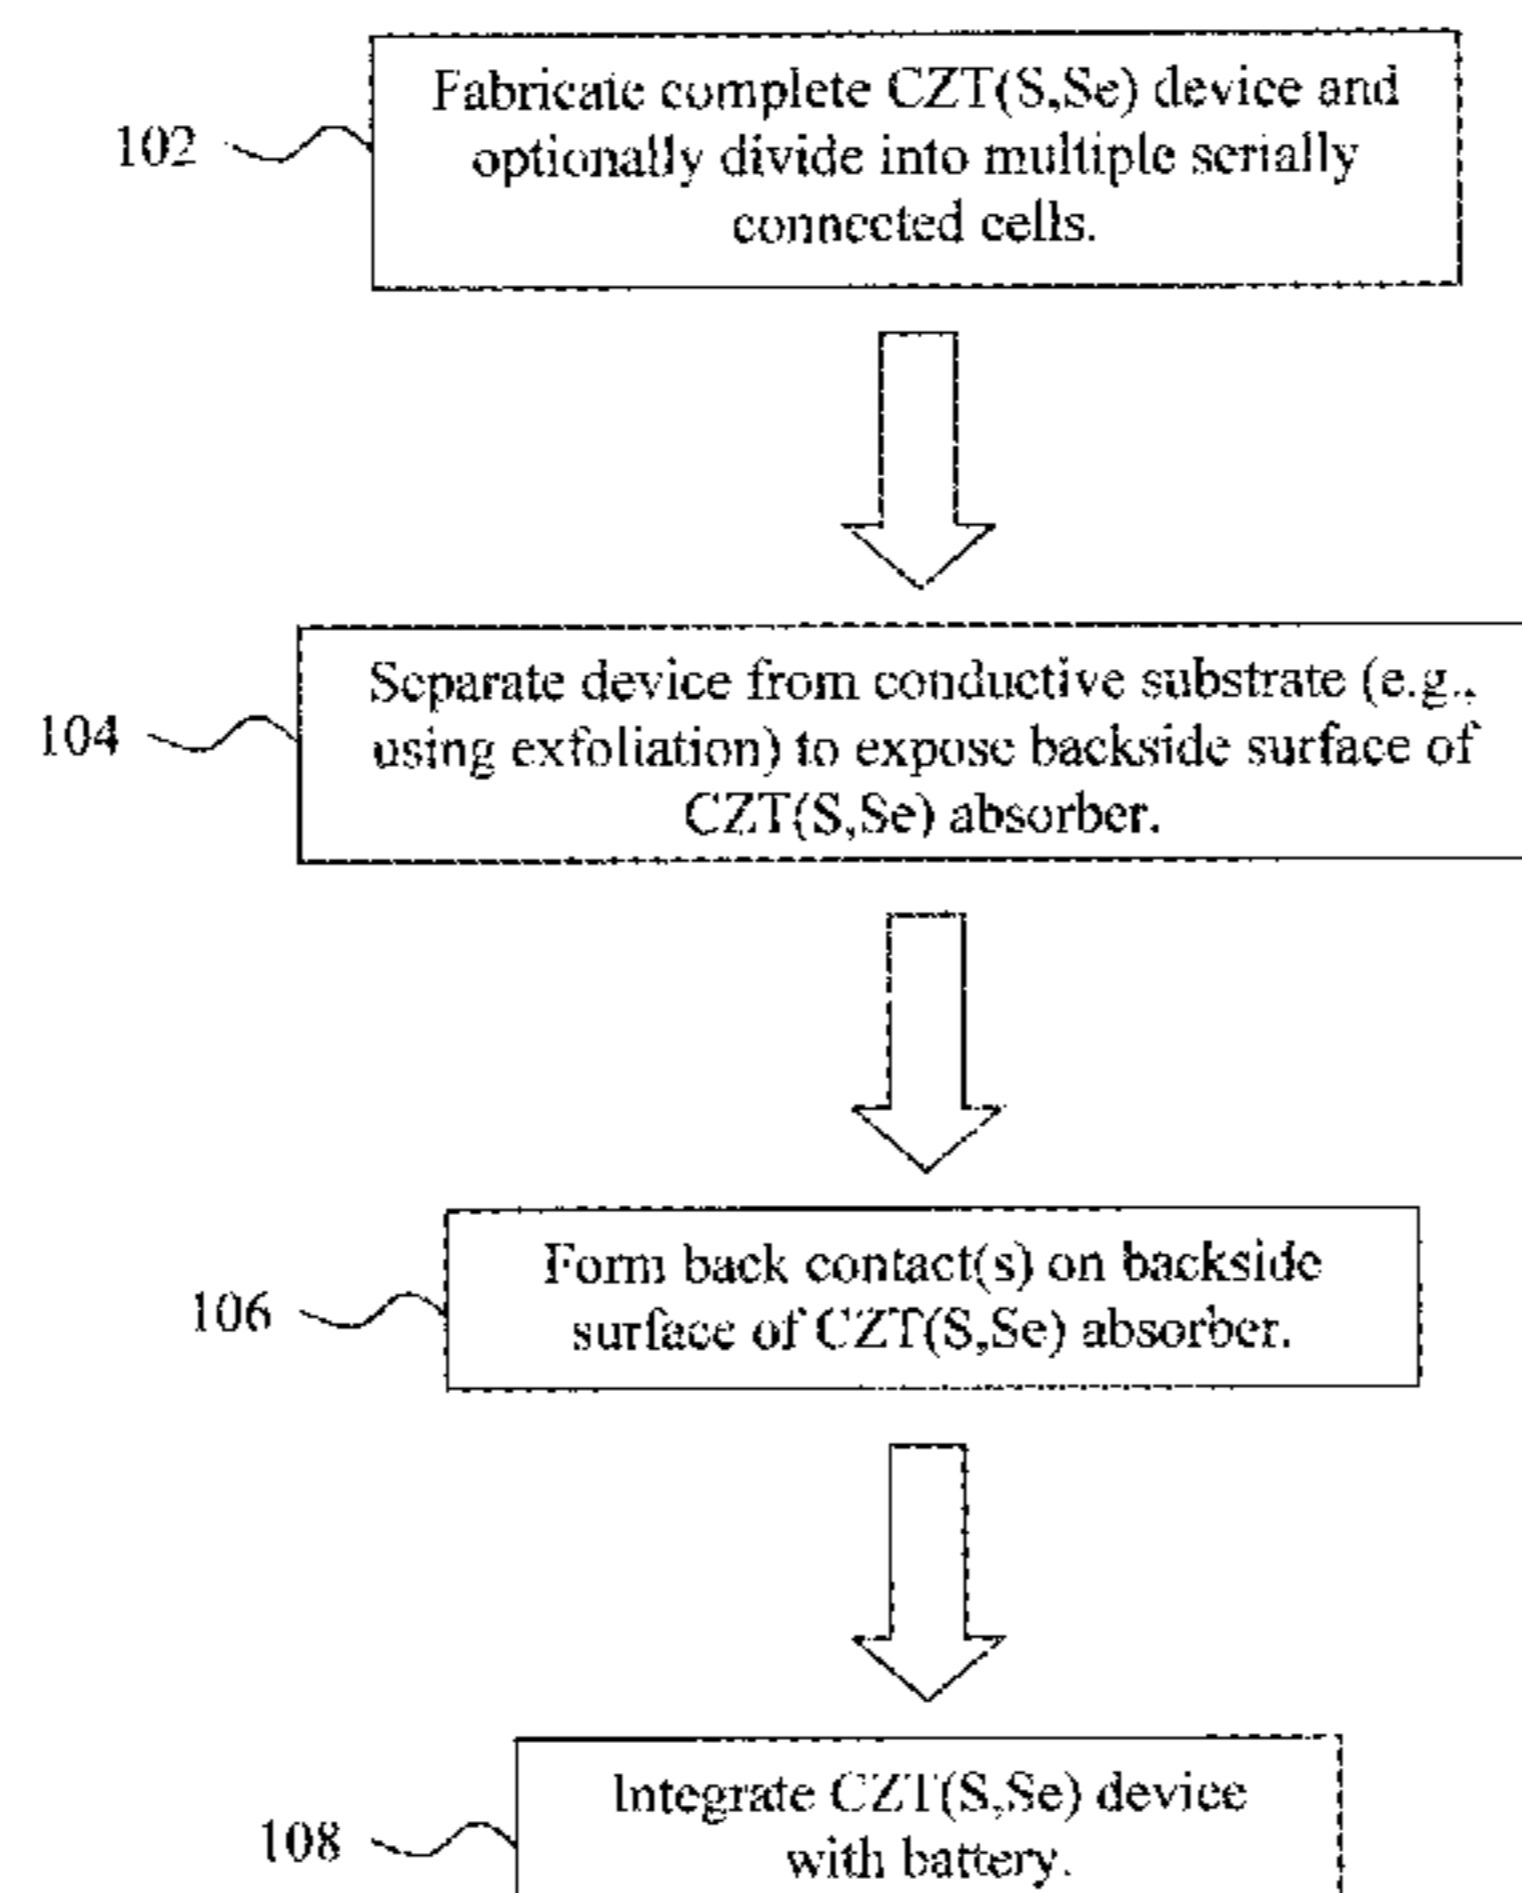 Fabricate complete CZT(S,Se) device and
102
optionally divide into multiple serially
connected cells.
Separate device from conductive substrate (e.g.,
104
using exfoliation) to expose backside surface of
CZT(S,Se) absorber.
Form back contact(s) on backside
106
surface of CZT(S,Se) absorber.
Integrate CZT(S,Se) device
108
with battery.